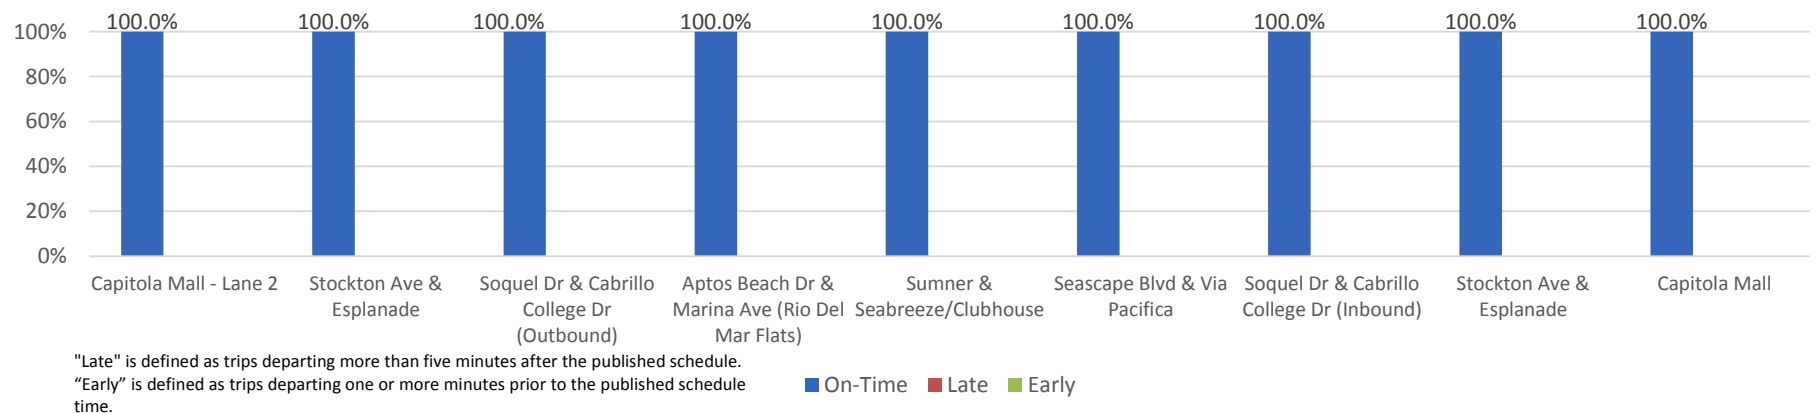 100.0% 100.0% 100.0% 100.0% 100.0% 100.0% 100.0% 100.0% 100.0%
100%
80%
60%
40%
20%
0%
Capitola Mall - Lane 2
Stockton Ave &
Esplanade
Soquel Dr & Cabrillo
College Dr
(Outbound)
Aptos Beach Dr &
Marina Ave (Rio Del
Mar Flats)
Sumner &
Seabreeze/Clubhouse
Seascape Blvd & Via
Pacifica
Soquel Dr & Cabrillo
College Dr (Inbound)
Stockton Ave &
Esplanade
Capitola Mall
"Late" is defined as trips departing more than five minutes after the published schedule.
“Early” is defined as trips departing one or more minutes prior to the published schedule
time.
On-Time Late Early